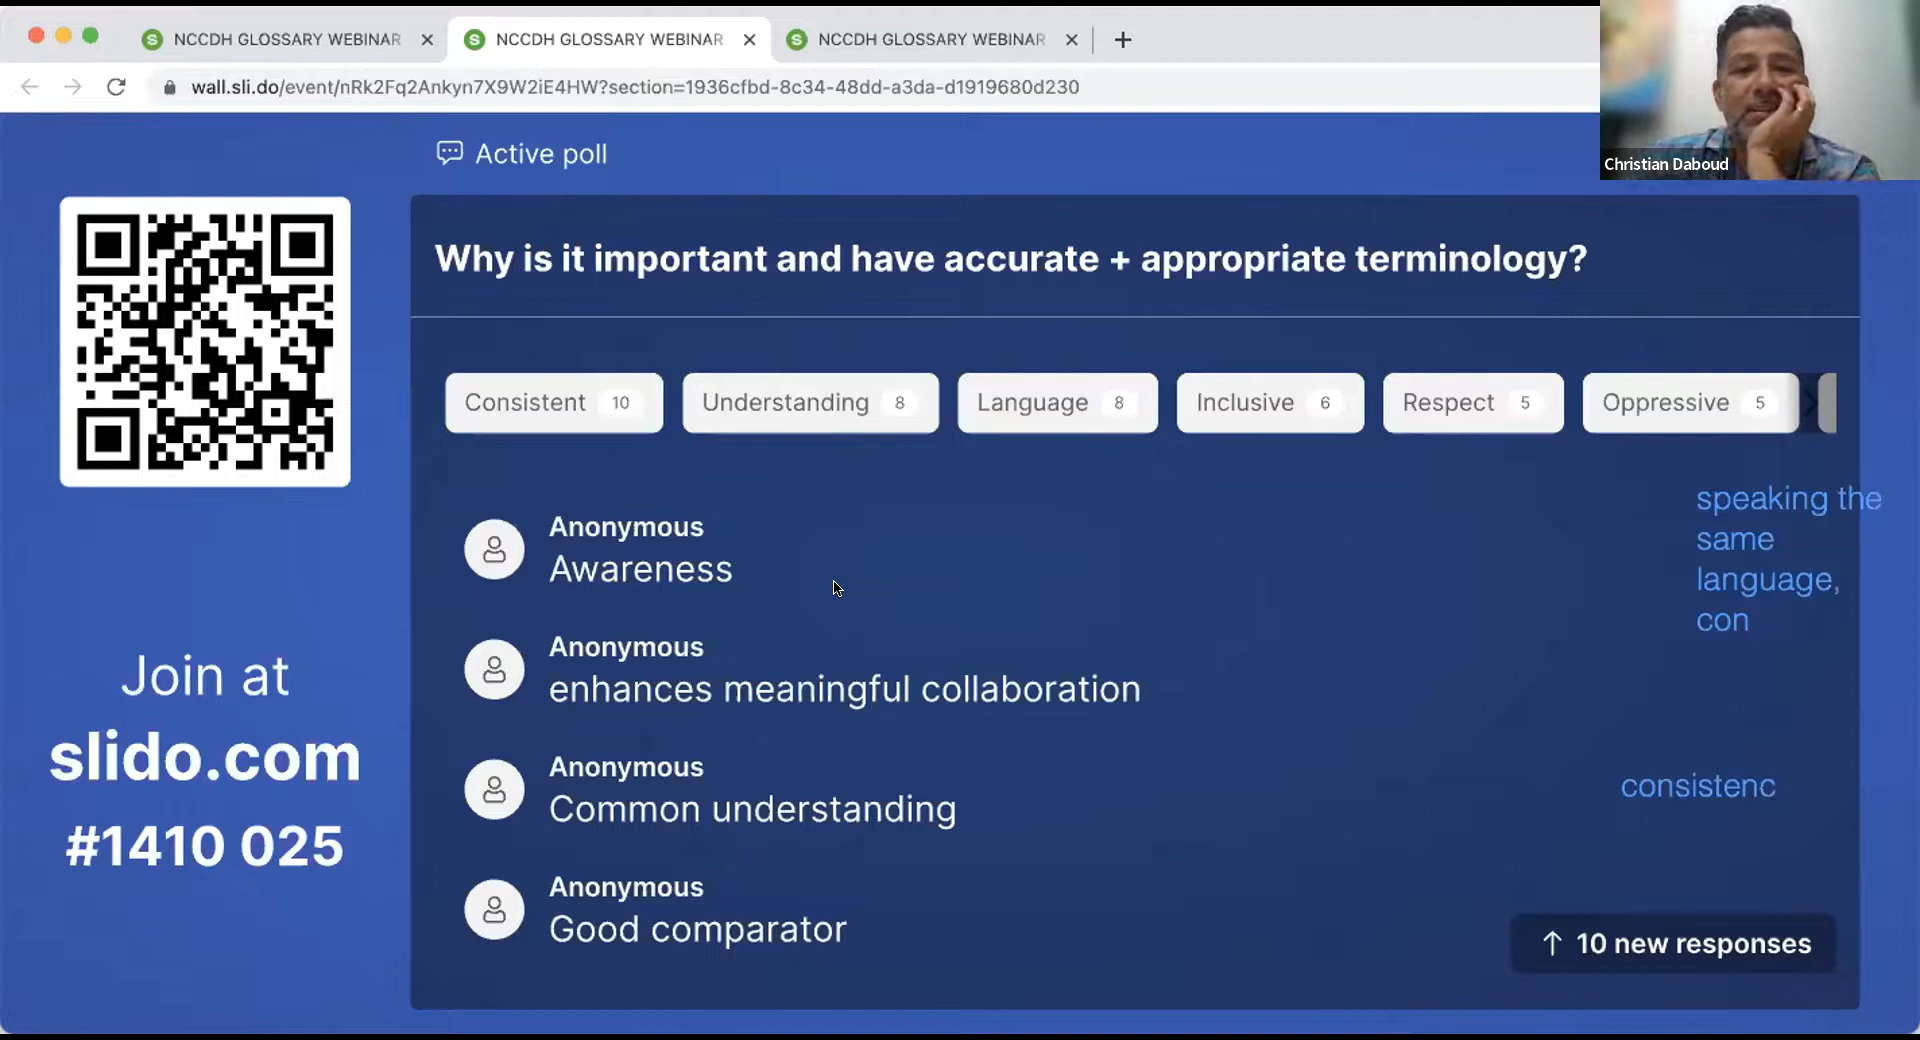 NCCDH GLOSSARY WEBINAR
NCCDH GLOSSARY WEBINAR
NCCDH GLOSSARY WEBINAR
wall.sli.do/event/nRk2Fq2Ankyn7X9W2iE4HW?section=1936cfbd-8c34-48dd-a3da-d1919680d230
Christian Daboud
Active poll
Why is it important and have accurate + appropriate terminology?
Consistent 10
Understanding 8
Language 8
Inclusive 6
Respect 5
Oppressive 5
Anonymous
Awareness
Anonymous
enhances meaningful collaboration
Anonymous
Common understanding
Anonymous
Good comparator
speaking the
same
language,
con
consistenc
↑ 10 new responses
Join at
slido.com
#1410 025